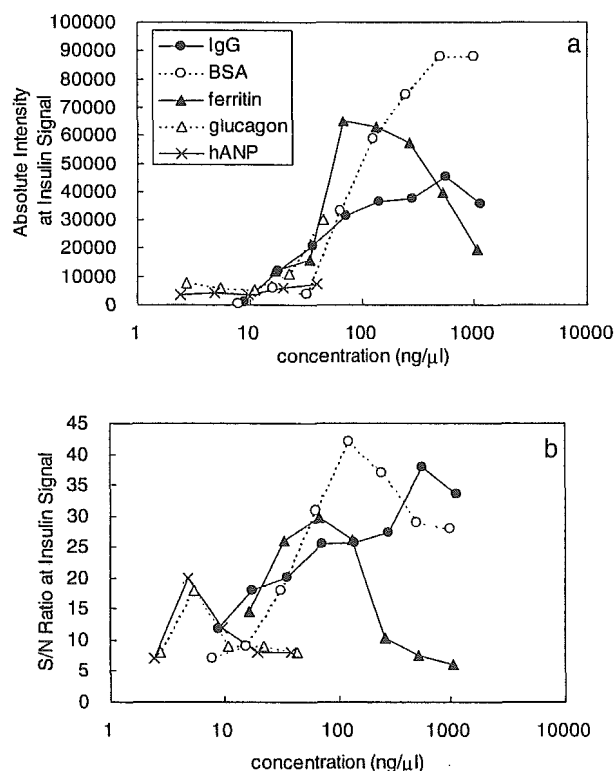 a
Absolute Intensity
at Insulin Signal
100000
90000
80000
70000
60000
50000
40000
30000
20000
10000
0
IgG
BSA
ferritin
glucagon
hANP
1 10 100 1000 10000
concentration (ng/µl)
b
S/N Ratio at Insulin Signal
45
40
35
30
25
20
15
10
5
0
1 10 100 1000 10000
concentration (ng/µl)